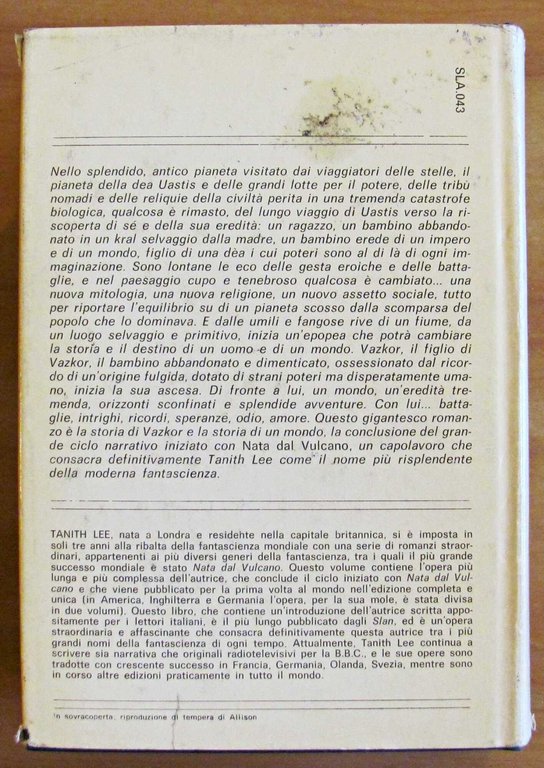 SLA.043
Nello splendido, antico pianeta visitato dai viaggiatori delle stelle, il
pianeta della dea Uastis e delle grandi lotte per il potere, delle tribù
nomadi e delle reliquie della civiltà perita in una tremenda catastrofe
biologica, qualcosa è rimasto, del lungo viaggio di Uastis verso la ri-
scoperta di sé e della sua eredità: un ragazzo, un bambino abbando-
nato in un kral selvaggio dalla madre, un bambino erede di un impero
e di un mondo, figlio di una dèa i cui poteri sono al di là di ogni im-
maginazione. Sono lontane le eco delle gesta eroiche e delle batta-
glie, e nel paesaggio cupo e tenebroso qualcosa è cambiato... una
nuova mitologia, una nuova religione, un nuovo assetto sociale, tutto
per riportare l'equilibrio su di un pianeta scosso dalla scomparsa del
popolo che lo dominava. E dalle umili e fangose rive di un fiume, da
un luogo selvaggio e primitivo, inizia un'epopea che potrà cambiare
la storia e il destino di un uomo e di un mondo. Vazkor, il figlio di
Vazkor, il bambino abbandonato e dimenticato, ossessionato dal ricor-
do di un'origine fulgida, dotato di strani poteri ma disperatamente uma-
no, inizia la sua ascesa. Di fronte a lui, un mondo, un'eredità tre-
menda, orizzonti sconfinati e splendide avventure. Con lui... batta-
glie, intrighi, ricordi, speranze, odio, amore. Questo gigantesco roman-
zo è la storia di Vazkor e la storia di un mondo, la conclusione del gran-
de ciclo narrativo iniziato con Nata dal Vulcano, un capolavoro che
consacra definitivamente Tanith Lee come il nome più risplendente
della moderna fantascienza.
TANITH LEE, nata a Londra e residente nella capitale britannica, si è imposta in
soli tre anni alla ribalta della fantascienza mondiale con una serie di romanzi straor-
dinari, appartenenti ai più diversi generi della fantascienza, tra i quali il più grande
successo mondiale è stato Nata dal Vulcano. Questo volume contiene l'opera più
lunga e più complessa dell'autrice, che conclude il ciclo iniziato con Nata dal Vul-
cano e che viene pubblicato per la prima volta al mondo nell'edizione completa e
unica (in America, Inghilterra e Germania l'opera, per la sua mole, è stata divisa
in due volumi). Questo libro, che contiene un'introduzione dell'autrice scritta appo-
sitamente per i lettori italiani, è il più lungo pubblicato dagli Slan, ed è un'opera
straordinaria e affascinante che consacra definitivamente questa autrice tra i più
grandi nomi della fantascienza di ogni tempo. Attualmente, Tanith Lee continua a
scrivere sia narrativa che originali radiotelevisivi per la B.B.C., e le sue opere sono
tradotte con crescente successo in Francia, Germania, Olanda, Svezia, mentre sono
in corso altre edizioni praticamente in tutto il mondo.
In sovracoperta: riproduzione di tempera di Allison